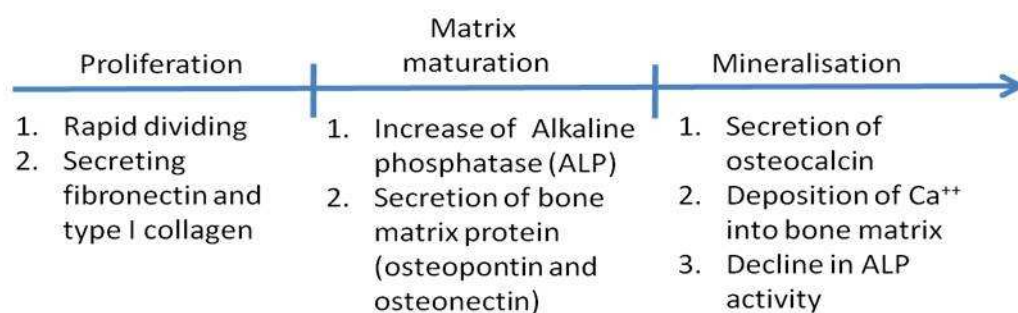 Proliferation
Matrix
maturation
Mineralisation
1. Rapid dividing
2. Secreting
fibronectin and
type I collagen
1. Increase of Alkaline
phosphatase (ALP)
2. Secretion of bone
matrix protein
(osteopontin and
osteonectin)
1. Secretion of
osteocalcin
2. Deposition of Ca⁺⁺
into bone matrix
3. Decline in ALP
activity